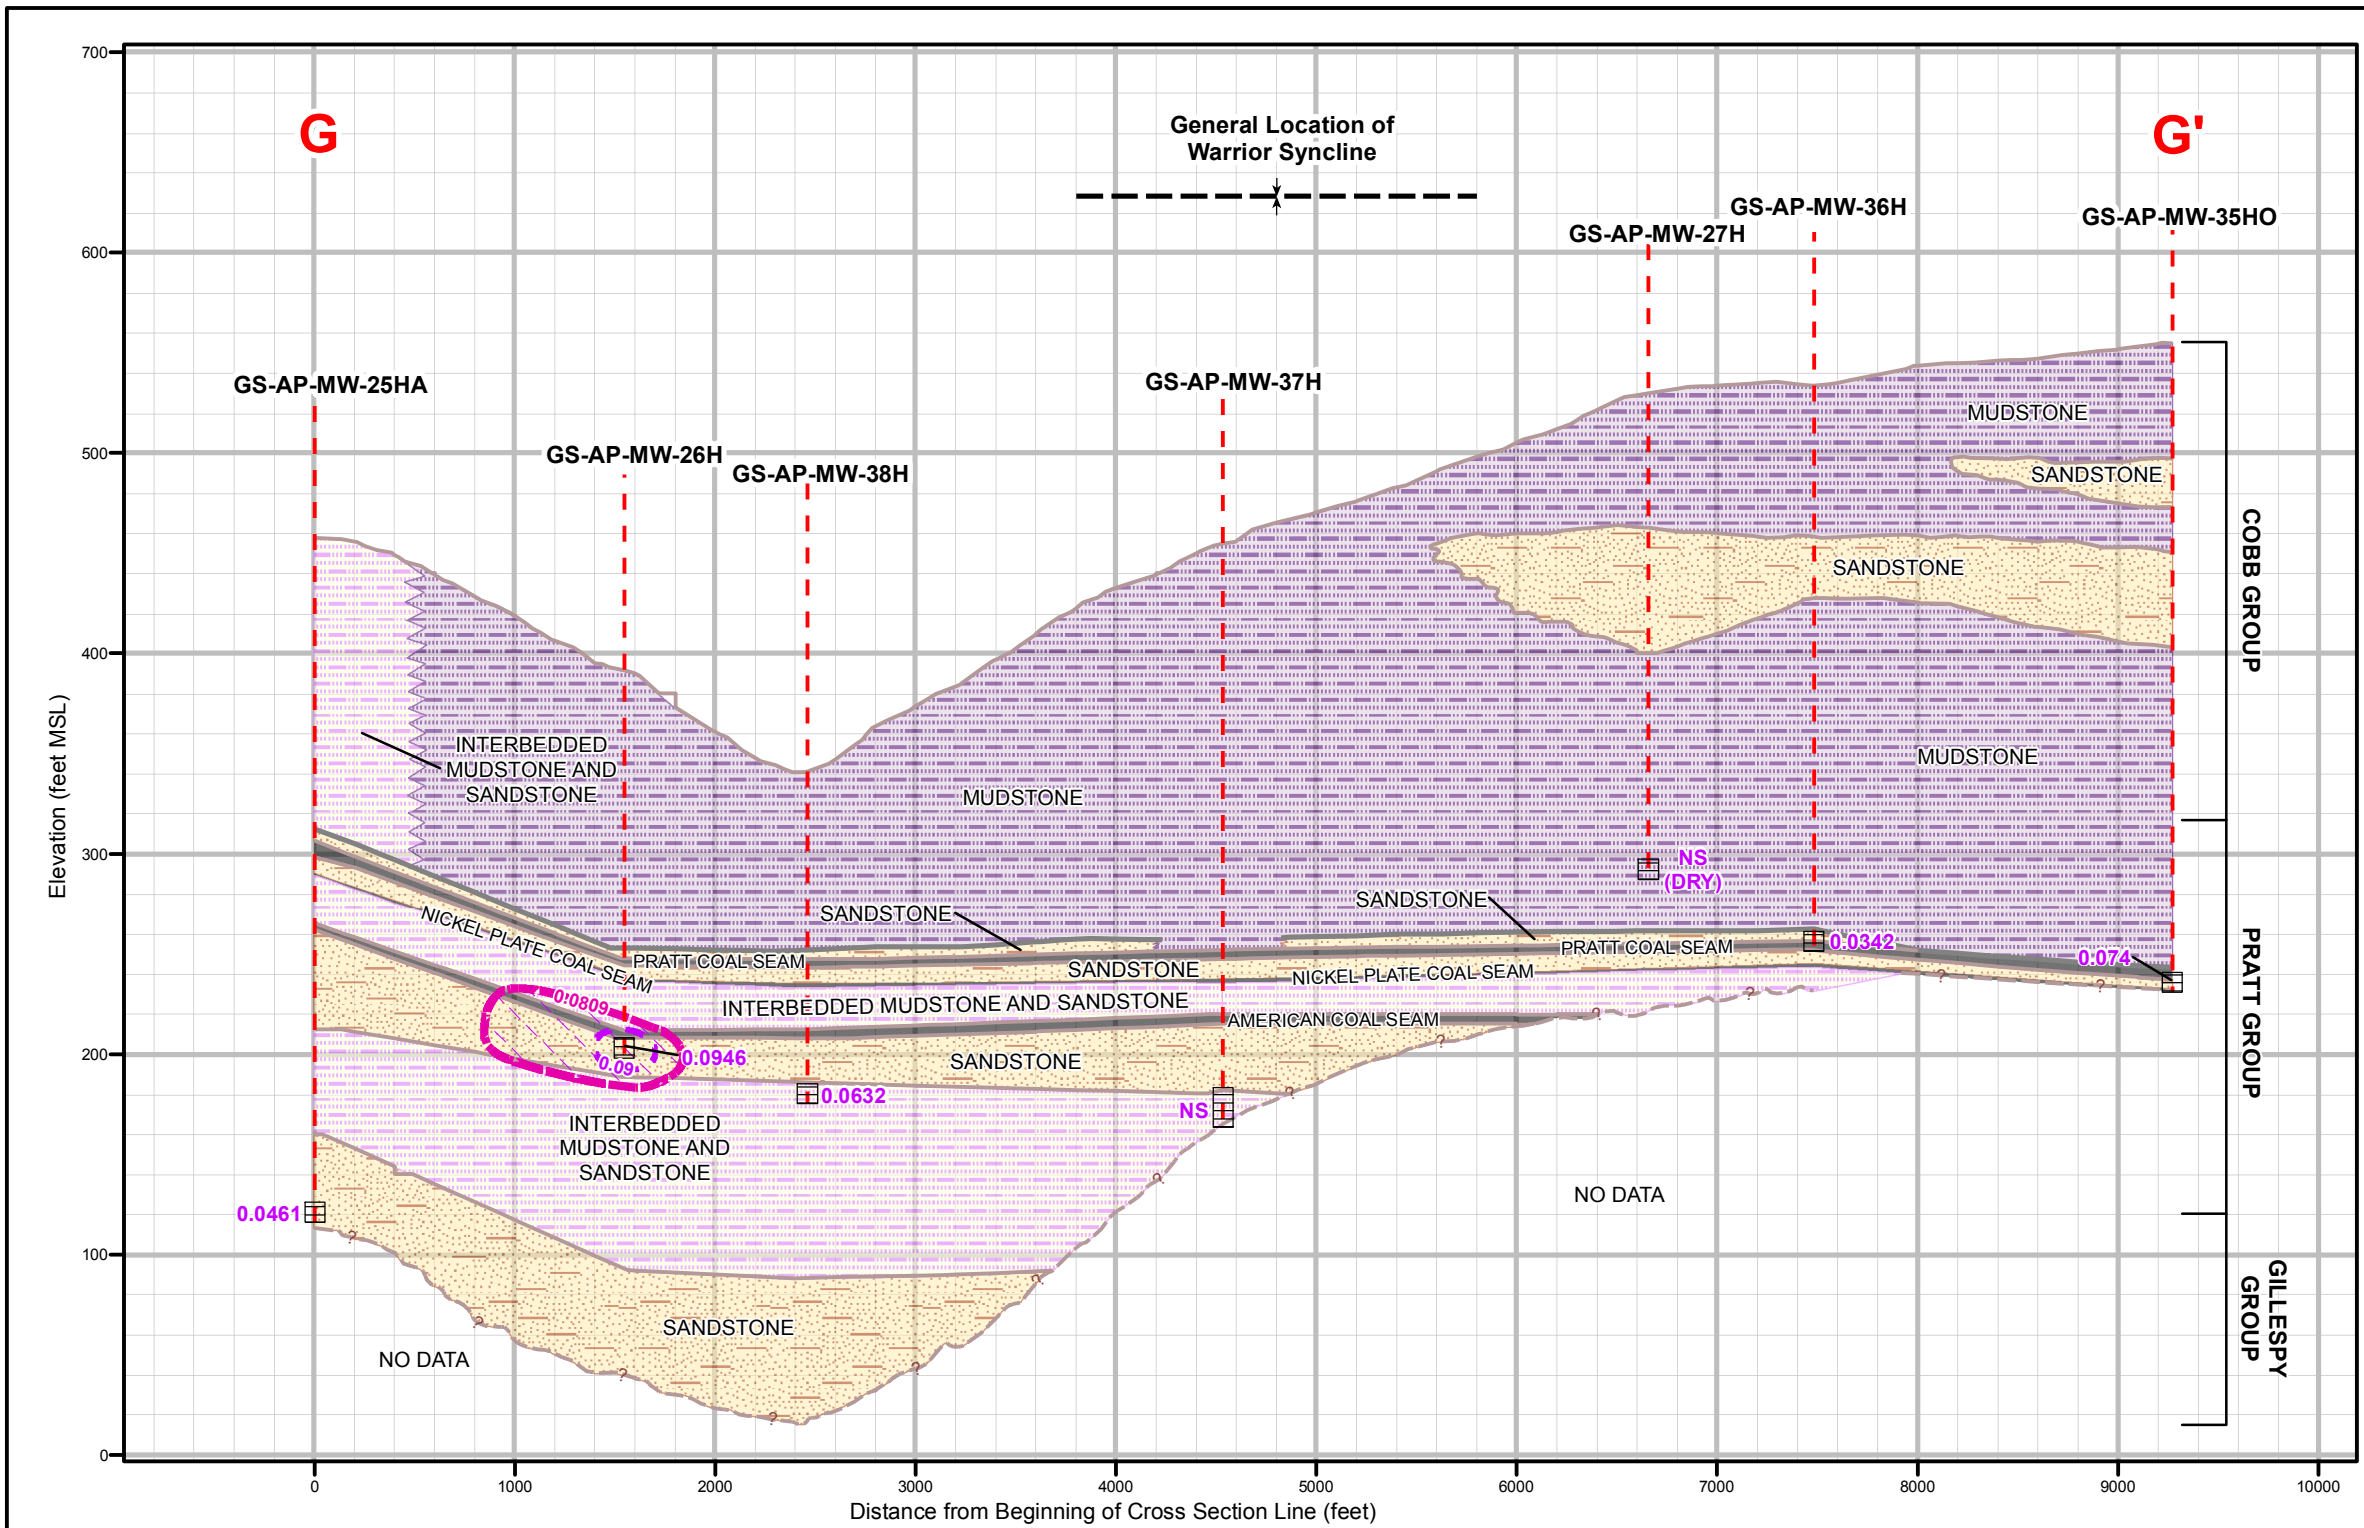 700
600
500
400
300
200
100
0
Elevation (feet MSL)
G
General Location of
Warrior Syncline
G'
GS-AP-MW-25HA
GS-AP-MW-26H
GS-AP-MW-38H
GS-AP-MW-37H
GS-AP-MW-27H
GS-AP-MW-36H
GS-AP-MW-35HO
MUDSTONE
SANDSTONE
SANDSTONE
COBB GROUP
INTERBEDDED
MUDSTONE AND
SANDSTONE
MUDSTONE
MUDSTONE
NS
(DRY)
SANDSTONE
SANDSTONE
NICKEL PLATE COAL SEAM
PRATT COAL SEAM
SANDSTONE
PRATT COAL SEAM
NICKEL PLATE COAL SEAM
0.0342
0.074
INTERBEDDED MUDSTONE AND SANDSTONE
AMERICAN COAL SEAM
0.0809
0.09
0.0946
SANDSTONE
PRATT GROUP
0.0632
NS
INTERBEDDED
MUDSTONE AND
SANDSTONE
NO DATA
0.0461
SANDSTONE
NO DATA
GILLESPY
GROUP
? ? ? ? ? ? ? ? ? ? ? ? ?
0 1000 2000 3000 4000 5000 6000 7000 8000 9000 10000
Distance from Beginning of Cross Section Line (feet)